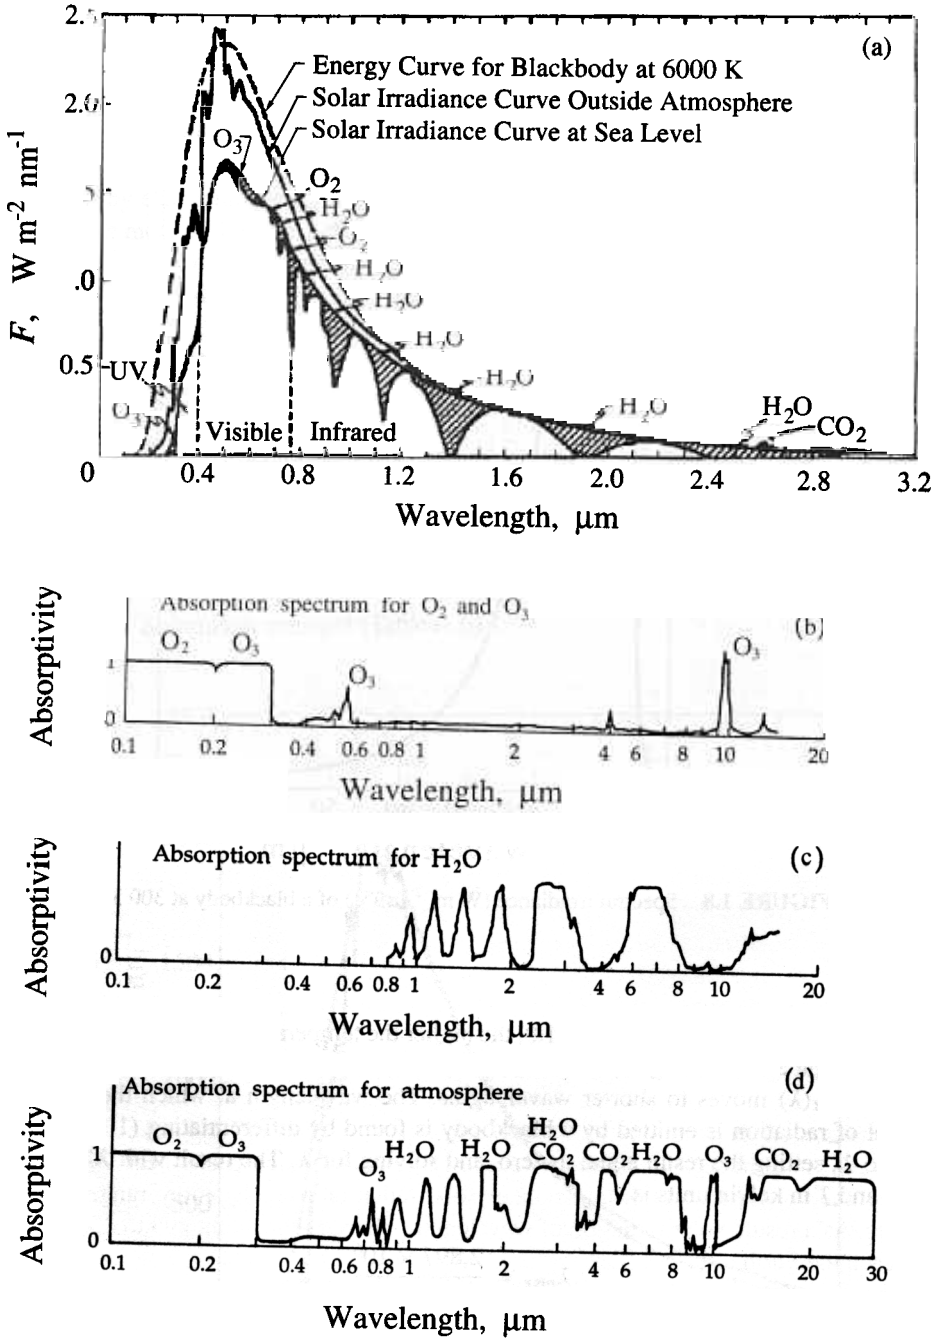 (a)
2.5
2.0
.0
0.5
0
F, W m-2 nm-1
Energy Curve for Blackbody at 6000 K
Solar Irradiance Curve Outside Atmosphere
Solar Irradiance Curve at Sea Level
O3
O2
H2O
O2
H2O
H2O
H2O
H2O
H2O
H2O
CO2
UV
O3
Visible
Infrared
0.4 0.8 1.2 1.6 2.0 2.4 2.8 3.2
Wavelength, μm
Absorption spectrum for O2 and O3
(b)
Absorptivity
O2 O3
O3
O3
1
0
0.1 0.2 0.4 0.6 0.8 1 2 4 6 8 10 20
Wavelength, μm
Absorption spectrum for H2O
(c)
Absorptivity
0
0.1 0.2 0.4 0.6 0.8 1 2 4 6 8 10 20
Wavelength, μm
Absorption spectrum for atmosphere
(d)
Absorptivity
H2O
O2 O3 O3 H2O H2O CO2 CO2 H2O O3 CO2 H2O
1
0
0.1 0.2 0.4 0.6 0.8 1 2 4 6 8 10 20 30
Wavelength, μm